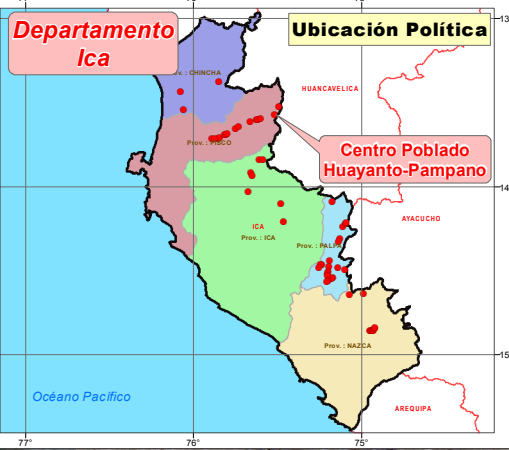 Departamento
Ica
Ubicación Política
13
Prov. : CHINCHA
HUANCAVELICA
Prov. : PISCO
Centro Poblado
Huayanto-Pampano
14
AYACUCHO
ICA
Prov. : ICA
Prov. : PALPA
Prov. : NAZCA
15
Océano Pacífico
AREQUIPA
77°
76°
75°